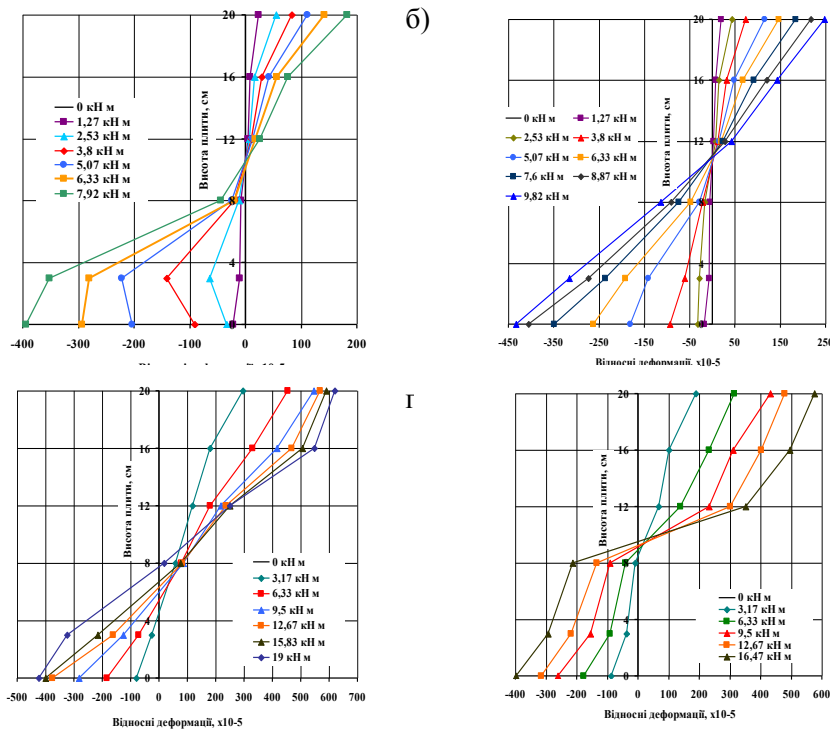 20
16
12
8
4
Висота плити, см
0 кН м
1,27 кН м
2,53 кН м
3,8 кН м
5,07 кН м
6,33 кН м
7,92 кН м
-400 -300 -200 -100 0 100 200
б)
20
16
12
8
4
Висота плити, см
0 кН м 1,27 кН м
2,53 кН м 3,8 кН м
5,07 кН м 6,33 кН м
7,6 кН м 8,87 кН м
9,82 кН м
-450 -350 -250 -150 -50 50 150 250
Відносні деформації, х10-5
20
16
12
8
4
0
Висота плити, см
0 кН м
3,17 кН м
6,33 кН м
9,5 кН м
12,67 кН м
15,83 кН м
19 кН м
-500 -400 -300 -200 -100 0 100 200 300 400 500 600 700
Відносні деформації, х10-5
20
16
12
8
4
0
Висота плити, см
0 кН м
3,17 кН м
6,33 кН м
9,5 кН м
12,67 кН м
16,47 кН м
-400 -300 -200 -100 0 100 200 300 400 500 600
Відносні деформації, х10-5